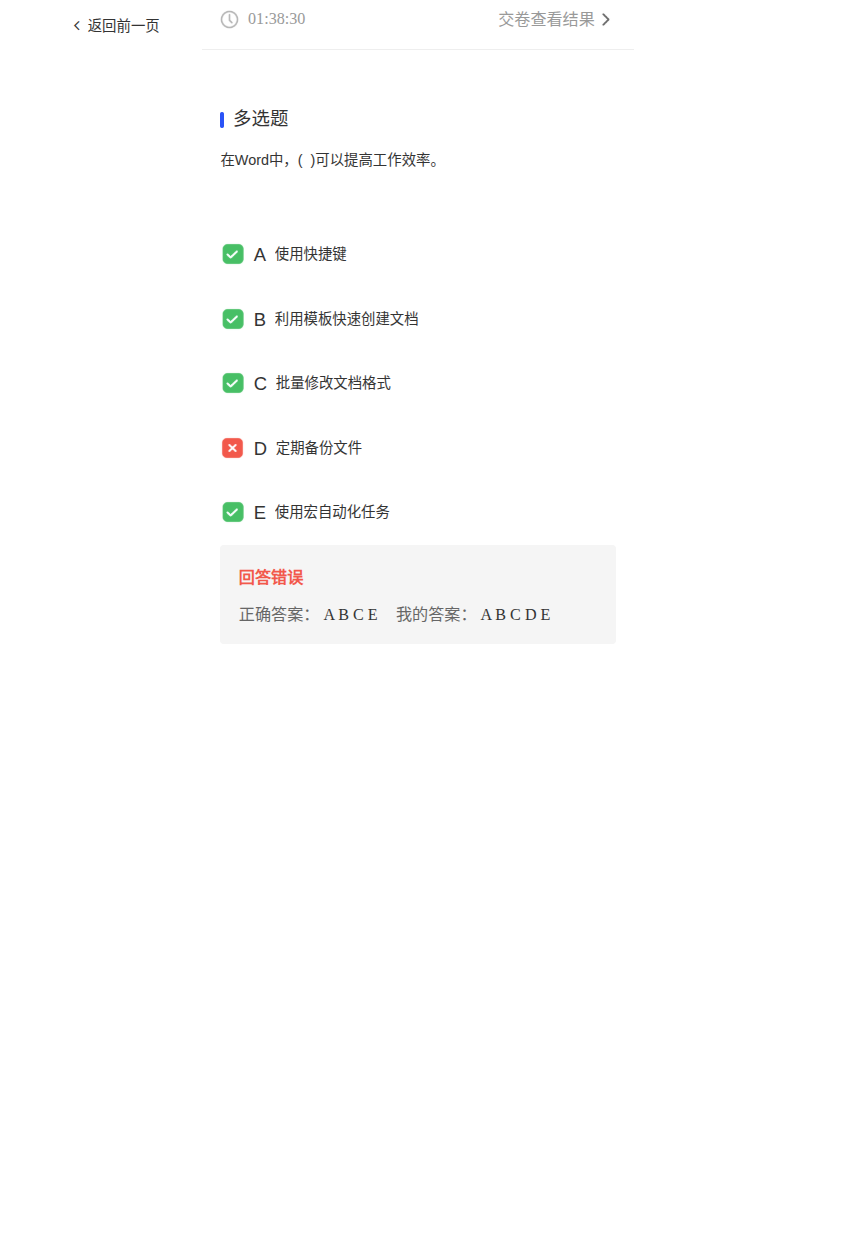 返回前一页
01:38:30 交卷查看结果
多选题
在Word中，( )可以提高工作效率。
A 使用快捷键
B 利用模板快速创建文档
C 批量修改文档格式
D 定期备份文件
E 使用宏自动化任务
回答错误
正确答案： A B C E 我的答案： A B C D E